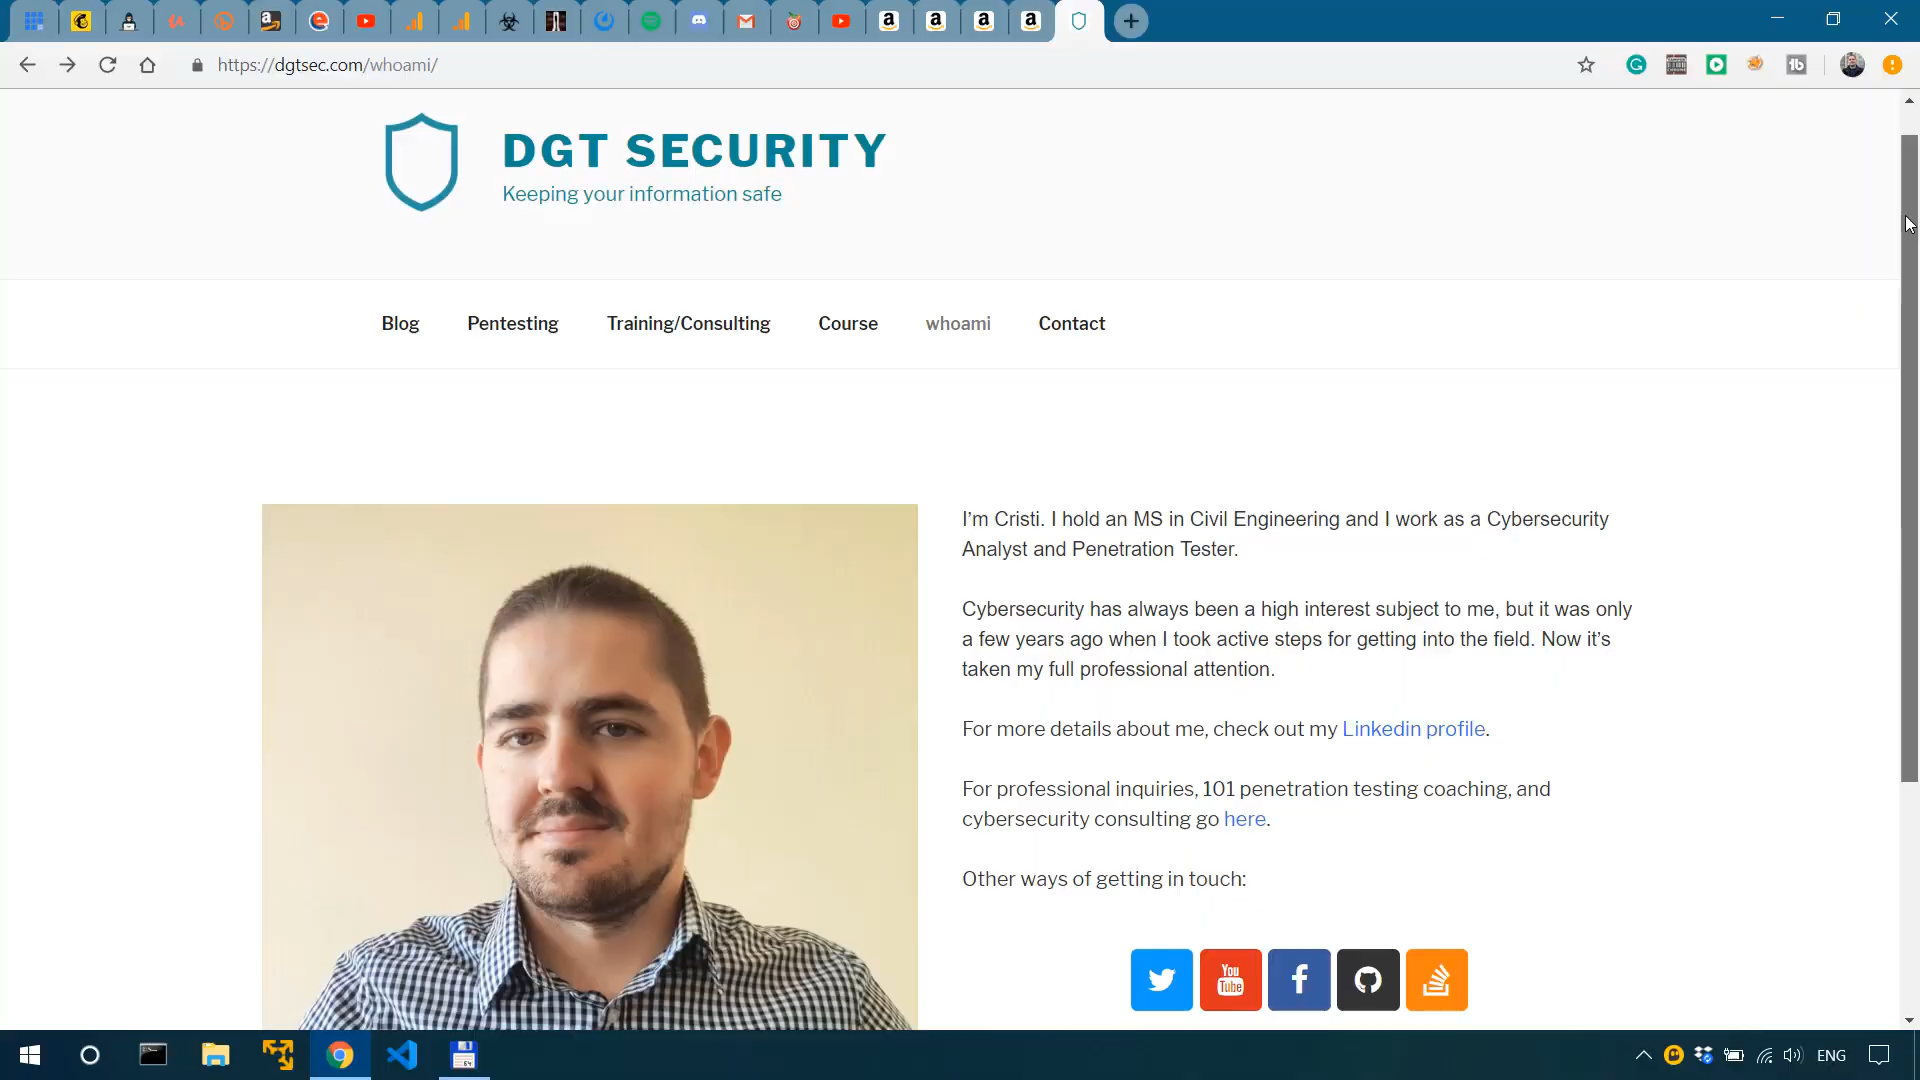 https://dgtsec.com/whoami/
DGT SECURITY
Keeping your information safe
Blog Pentesting Training/Consulting Course whoami Contact
I'm Cristi. I hold an MS in Civil Engineering and I work as a Cybersecurity
Analyst and Penetration Tester.
Cybersecurity has always been a high interest subject to me, but it was only
a few years ago when I took active steps for getting into the field. Now it's
taken my full professional attention.
For more details about me, check out my Linkedin profile.
For professional inquiries, 101 penetration testing coaching, and
cybersecurity consulting go here.
Other ways of getting in touch:
You
Tube
ENG